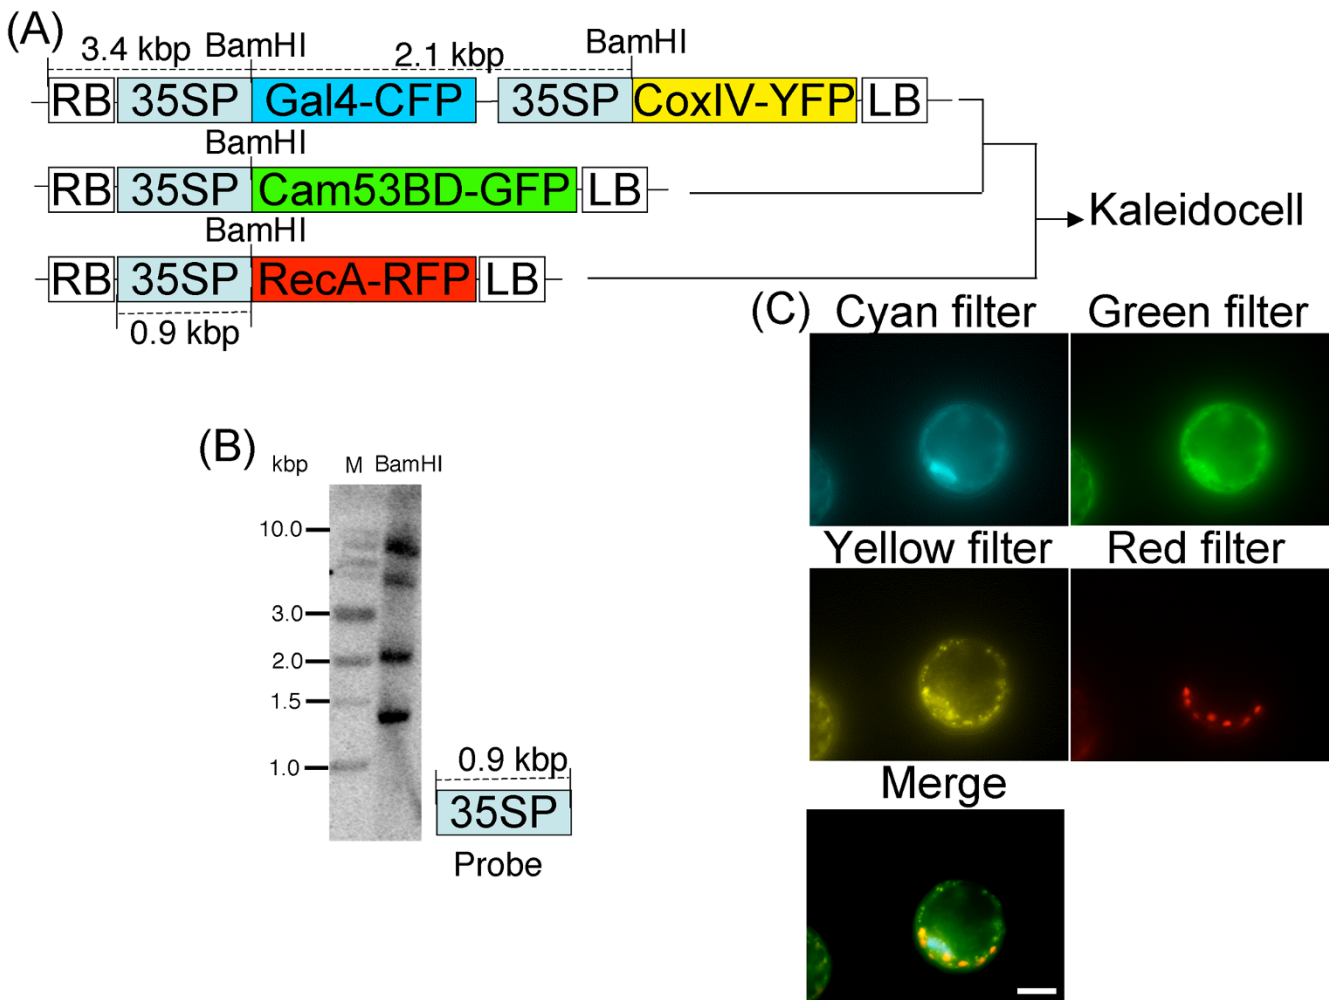 (A)
3.4 kbp BamHI 2.1 kbp BamHI
RB 35SP Gal4-CFP 35SP CoxIV-YFP LB
BamHI
RB 35SP Cam53BD-GFP LB
Kaleidocell
BamHI
RB 35SP RecA-RFP LB
0.9 kbp
(B)
kbp M BamHI
10.0
3.0
2.0
1.5
1.0
0.9 kbp
35SP
Probe
(C)
Cyan filter Green filter
Yellow filter Red filter
Merge